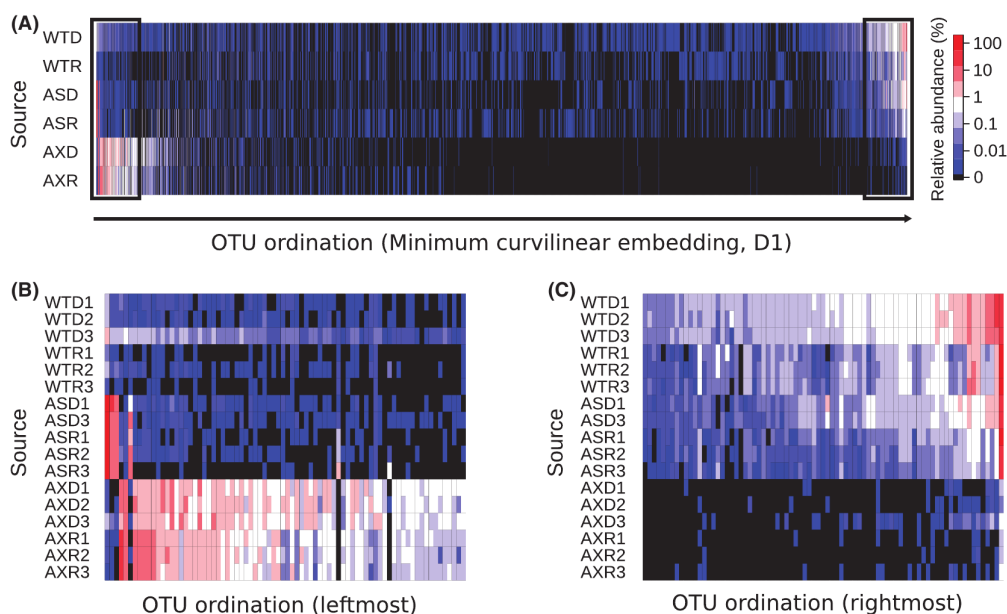 (A)
WTD
WTR
ASD
ASR
AXD
AXR
Source
OTU ordination (Minimum curvilinear embedding, D1)
Relative abundance (%)
100
10
1
0.1
0.01
0
(B)
WTD1
WTD2
WTD3
WTR1
WTR2
WTR3
ASD1
ASD3
ASR1
ASR2
ASR3
AXD1
AXD2
AXD3
AXR1
AXR2
AXR3
Source
OTU ordination (leftmost)
(C)
WTD1
WTD2
WTD3
WTR1
WTR2
WTR3
ASD1
ASD3
ASR1
ASR2
ASR3
AXD1
AXD2
AXD3
AXR1
AXR2
AXR3
Source
OTU ordination (rightmost)